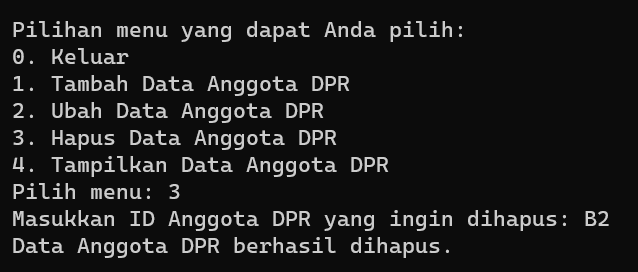 Pilihan menu yang dapat Anda pilih:
0. Keluar
1. Tambah Data Anggota DPR
2. Ubah Data Anggota DPR
3. Hapus Data Anggota DPR
4. Tampilkan Data Anggota DPR
Pilih menu: 3
Masukkan ID Anggota DPR yang ingin dihapus: B2
Data Anggota DPR berhasil dihapus.